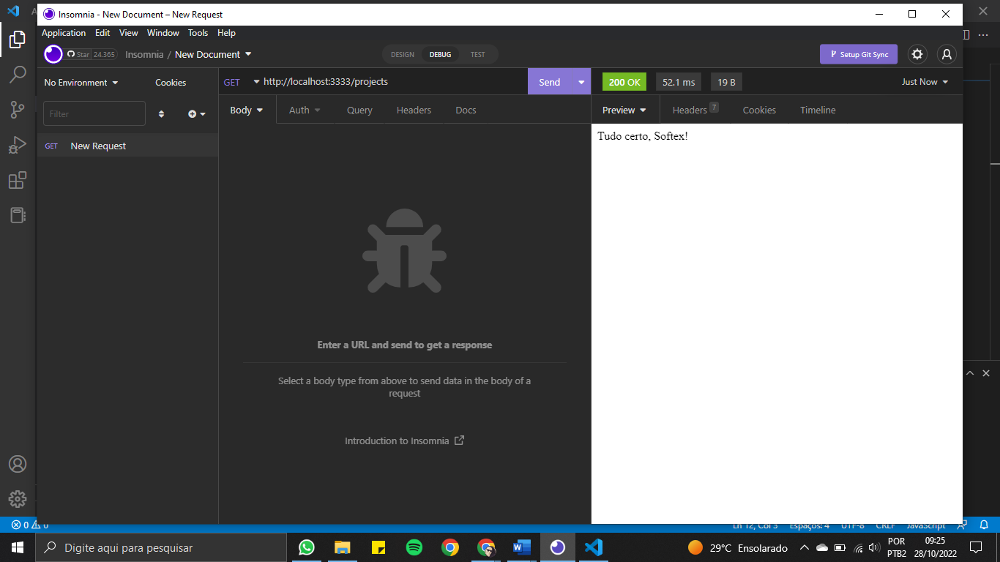 Insomnia - New Document – New Request
Application Edit View Window Tools Help
Star 24.365 Insomnia / New Document DESIGN DEBUG TEST Setup Git Sync
No Environment Cookies GET http://localhost:3333/projects Send 200 OK 52.1 ms 19 B Just Now
Filter Body Auth Query Headers Docs Preview Headers 7 Cookies Timeline
GET New Request
Tudo certo, Softex!
Enter a URL and send to get a response
Select a body type from above to send data in the body of a
request
Introduction to Insomnia
0 0 Ln 12, Col 3 Espaços: 4 UTF-8 CRLF JavaScript
Digite aqui para pesquisar 29°C Ensolarado POR 09:25
PTB2 28/10/2022